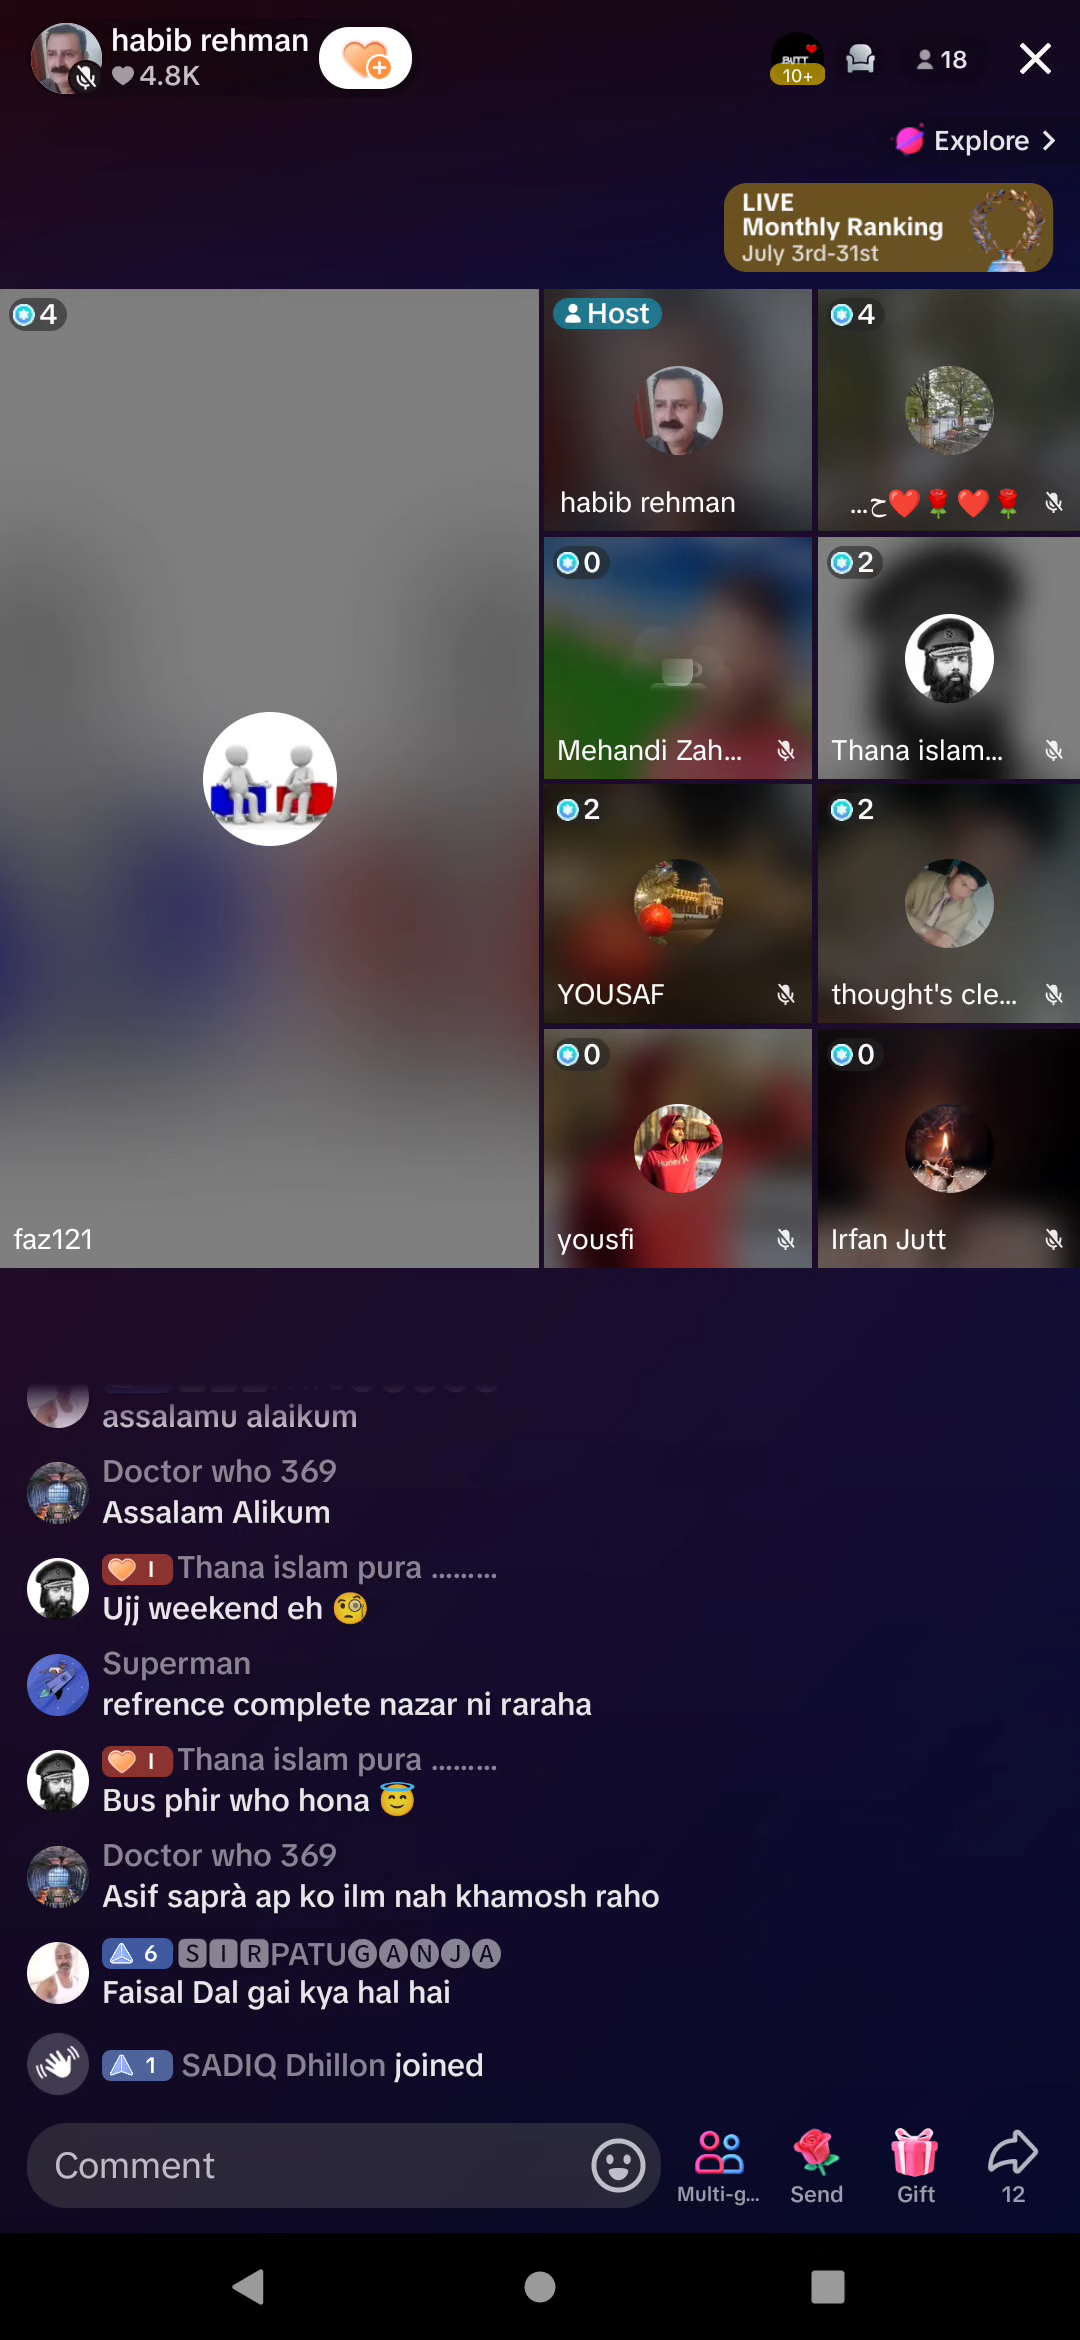 habib rehman
4.8K
BUTT
10+
18
Explore
LIVE
Monthly Ranking
July 3rd-31st
4
Host
4
habib rehman
...ح❤️🌹❤️🌹
0
2
Mehandi Zah...
Thana islam...
2
2
YOUSAF
thought's cle...
0
0
faz121
yousfi
Irfan Jutt
assalamu alaikum
Doctor who 369
Assalam Alikum
I Thana islam pura .........
Ujj weekend eh 🧐
Superman
refrence complete nazar ni raraha
I Thana islam pura .........
Bus phir who hona 😇
Doctor who 369
Asif saprà ap ko ilm nah khamosh raho
6 🆂🅸🆁PATU🅖🅐🅝🅙🅐
Faisal Dal gai kya hal hai
1 SADIQ Dhillon joined
Comment
Multi-g...
Send
Gift
12